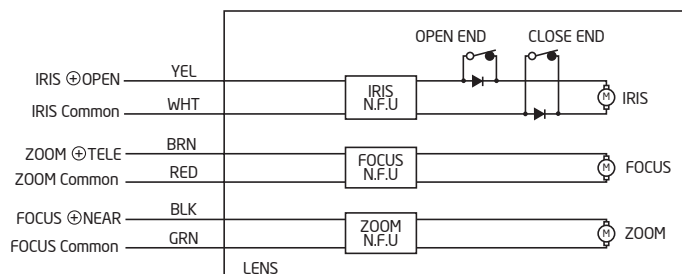 OPEN END CLOSE END
IRIS ⊕OPEN YEL
IRIS N.F.U
M IRIS
IRIS Common WHT
ZOOM ⊕TELE BRN
FOCUS N.F.U
M FOCUS
ZOOM Common RED
FOCUS ⊕NEAR BLK
ZOOM N.F.U
M ZOOM
FOCUS Common GRN
LENS